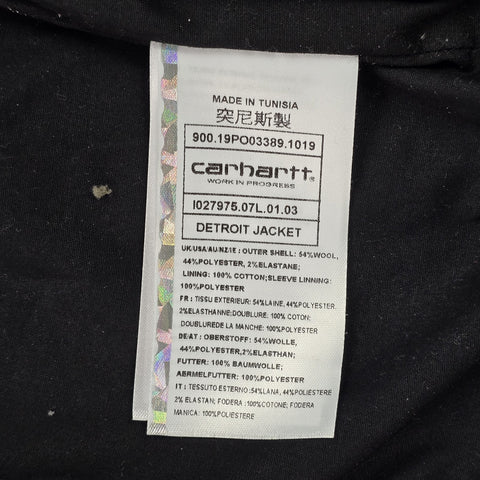 MADE IN TUNISIA
突尼斯製
900.19PO03389.1019
carhartt®
WORK IN PROGRESS
I027975.07L.01.03
DETROIT JACKET
UK/USA/AU/NZ/IE : OUTER SHELL: 54%WOOL,
44%POLYESTER, 2%ELASTANE;
LINING: 100% COTTON;SLEEVE LINNING:
100%POLYESTER
FR : TISSU EXTERIEUR: 54%LAINE, 44%POLYESTER,
2%ELASTHANNE;DOUBLURE: 100% COTON;
DOUBLUREDE LA MANCHE: 100%POLYESTER
DE/AT : OBERSTOFF: 54%WOLLE,
44%POLYESTER,2%ELASTHAN;
FUTTER: 100% BAUMWOLLE;
AERMELFUTTER: 100%POLYESTER
IT : TESSUTO ESTERNO:54%LANA, 44%POLIESTERE
2% ELASTAN; FODERA :100%COTONE; FODERA
MANICA: 100%POLIESTERE